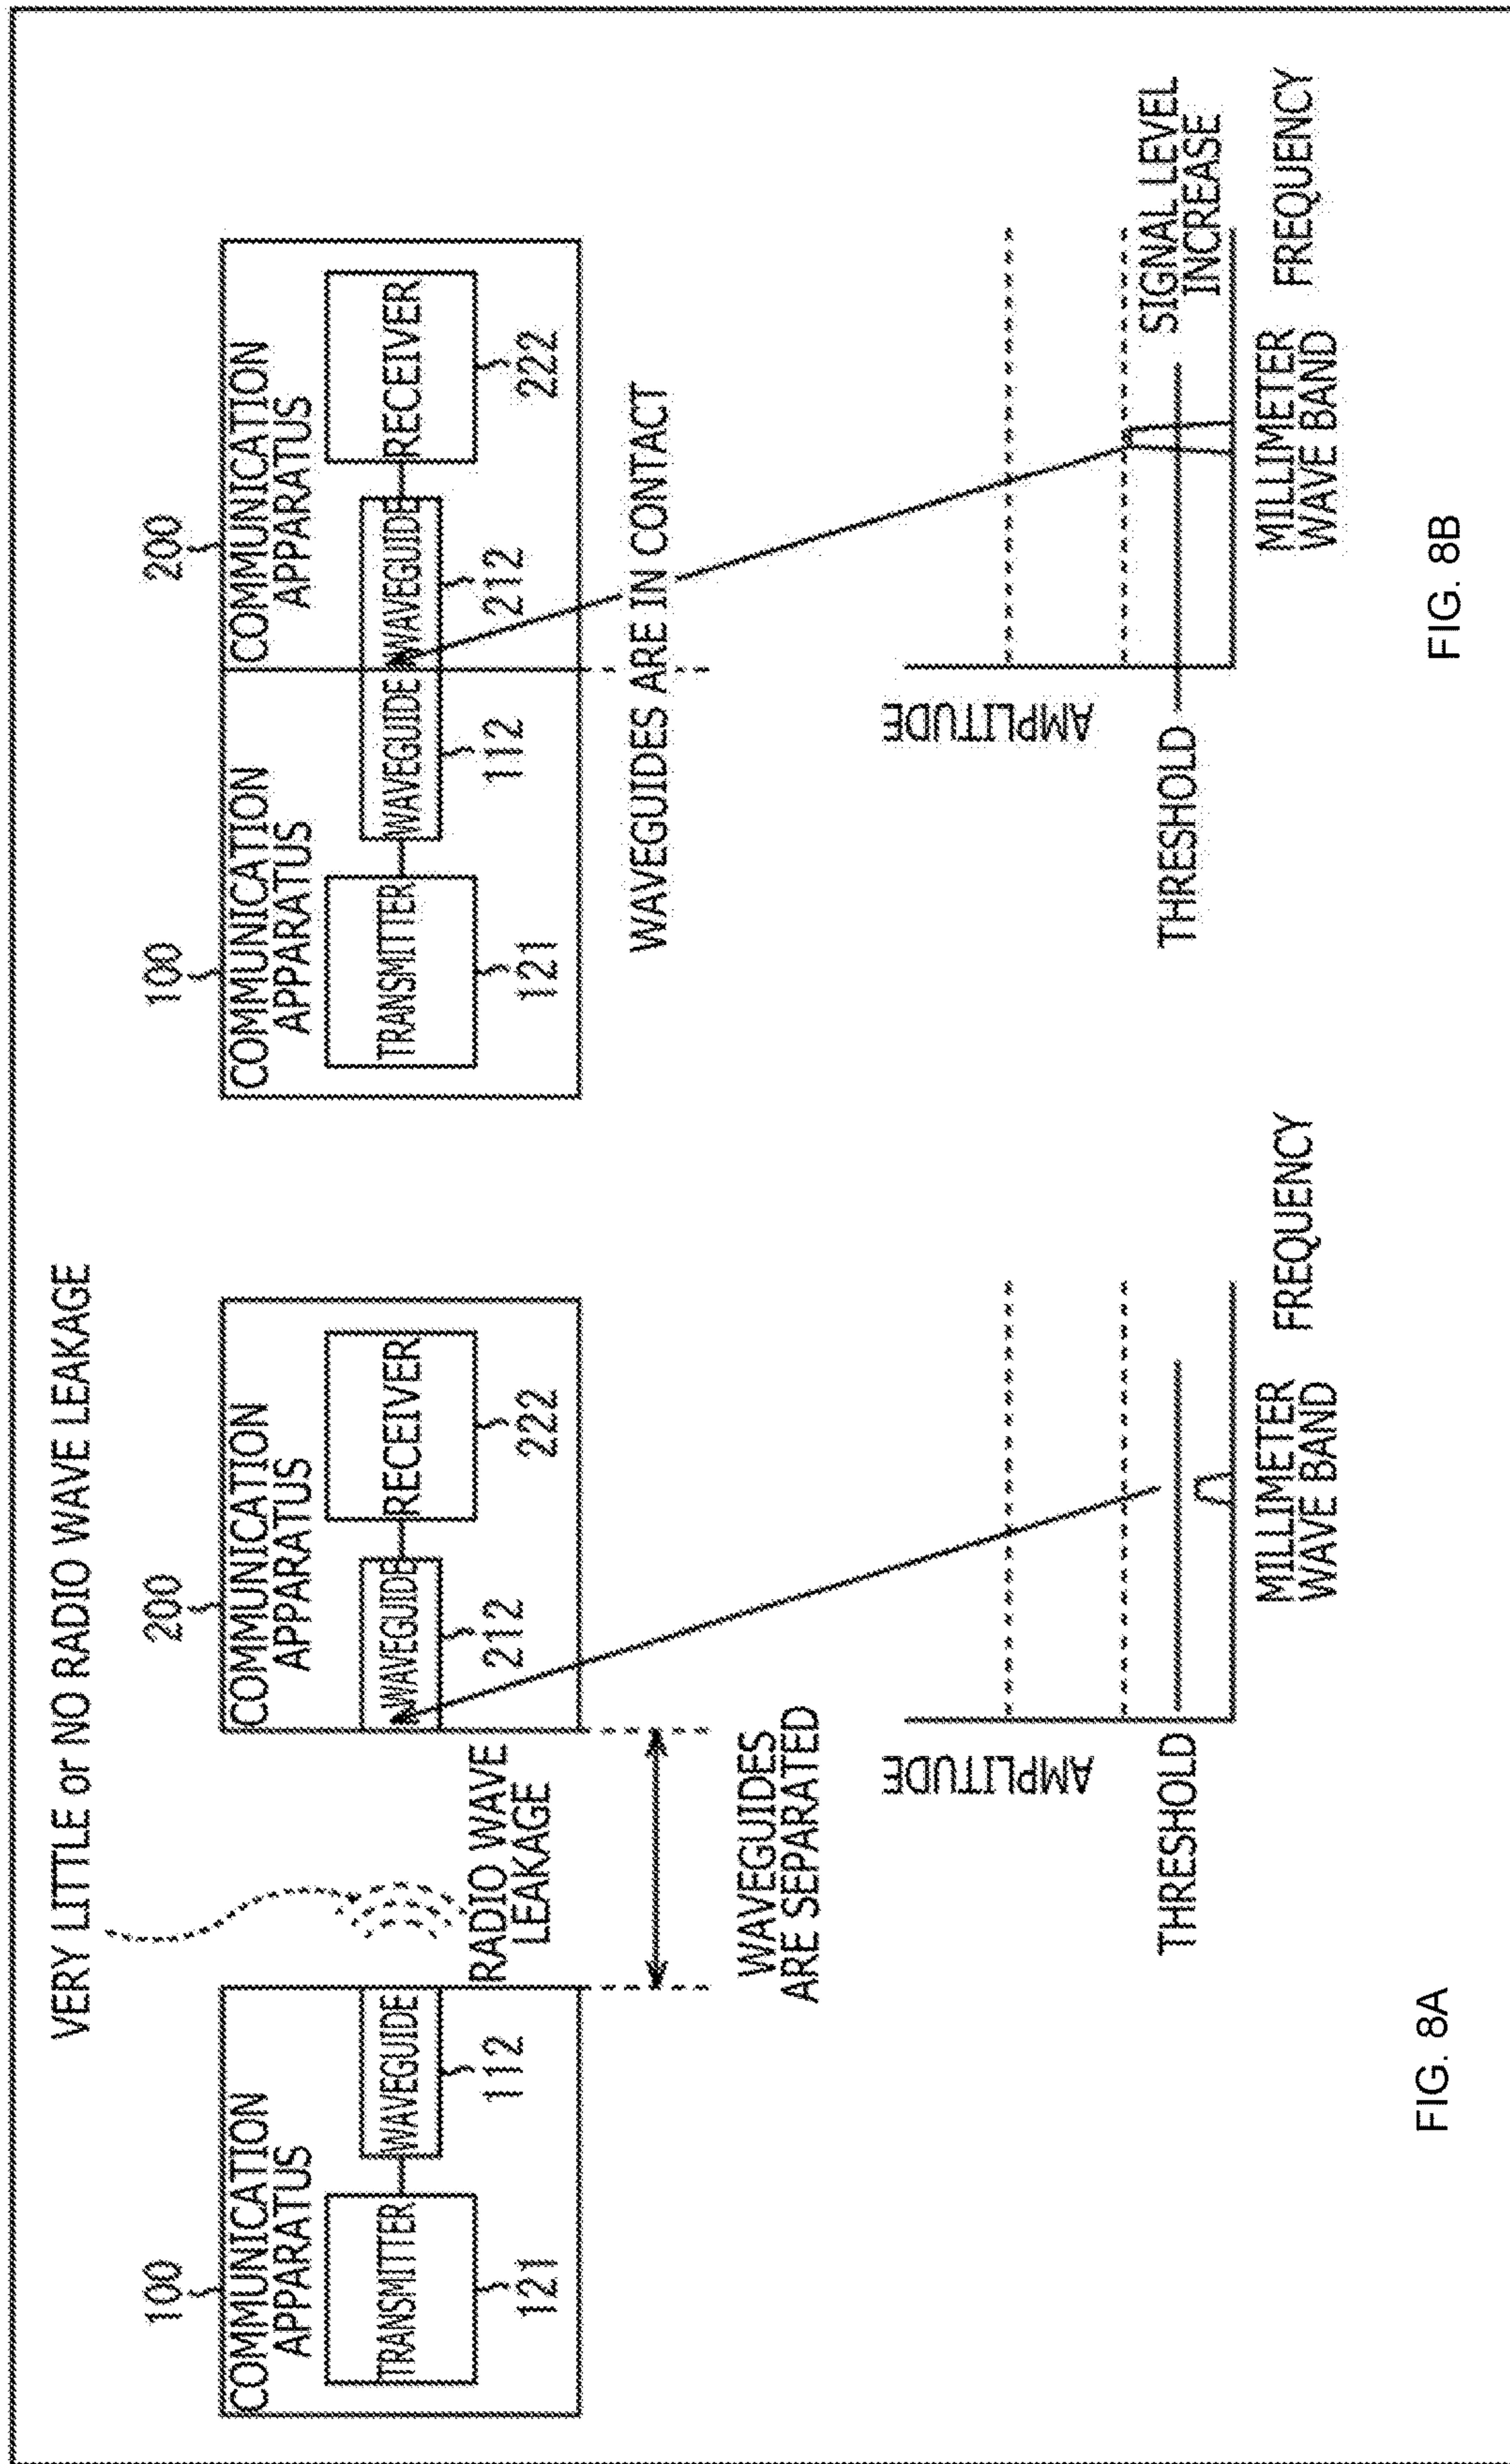 VERY LITTLE or NO RADIO WAVE LEAKAGE
100
COMMUNICATION
APPARATUS
TRANSMITTER
121
WAVEGUIDE
112
RADIO WAVE
LEAKAGE
200
COMMUNICATION
APPARATUS
WAVEGUIDE
212
RECEIVER
222
WAVEGUIDES
ARE SEPARATED
AMPLITUDE
THRESHOLD
MILLIMETER
WAVE BAND
FREQUENCY
FIG. 8A
100
COMMUNICATION
APPARATUS
TRANSMITTER
121
WAVEGUIDE
112
200
COMMUNICATION
APPARATUS
WAVEGUIDE
212
RECEIVER
222
WAVEGUIDES ARE IN CONTACT
AMPLITUDE
THRESHOLD
SIGNAL LEVEL
INCREASE
MILLIMETER
WAVE BAND
FREQUENCY
FIG. 8B